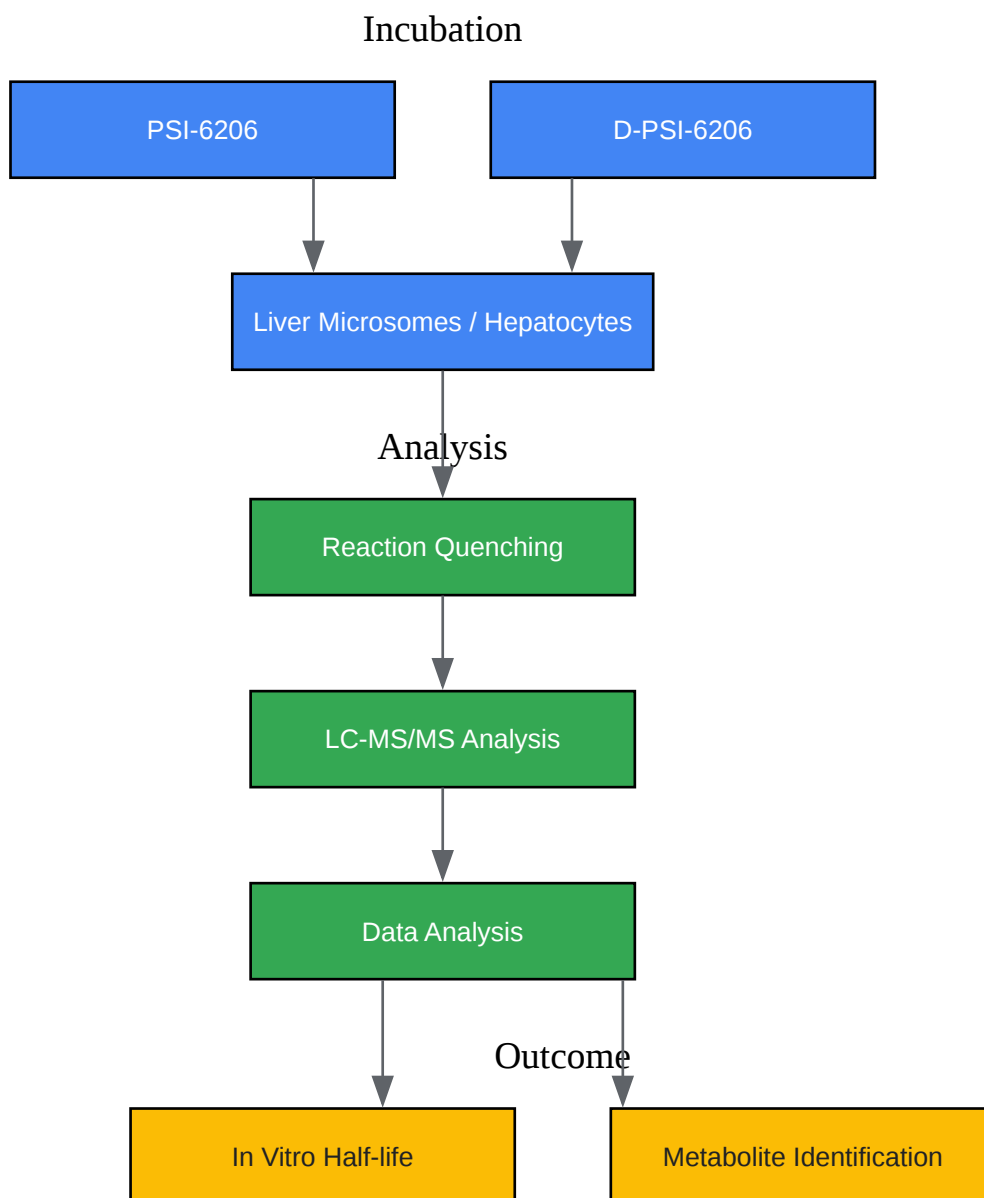 Incubation
PSI-6206
D-PSI-6206
Liver Microsomes / Hepatocytes
Analysis
Reaction Quenching
LC-MS/MS Analysis
Data Analysis
Outcome
In Vitro Half-life
Metabolite Identification